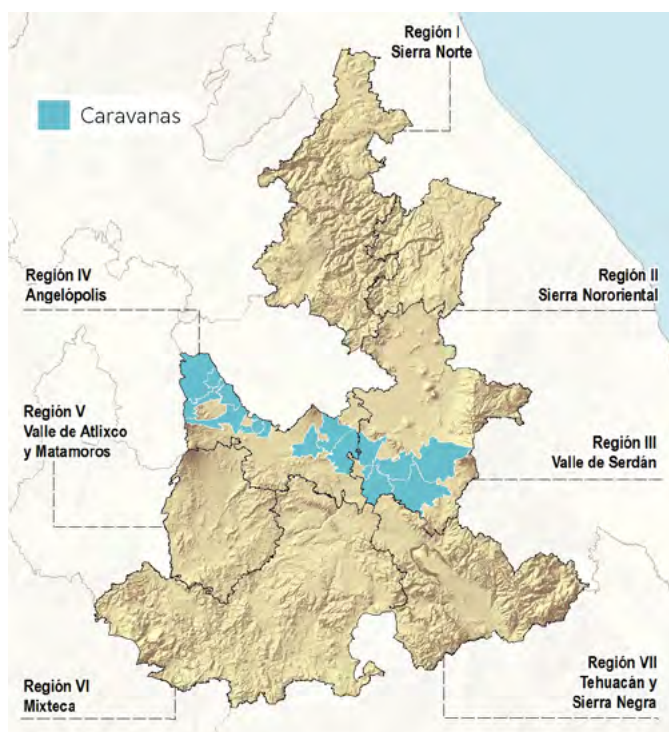 Región I
Sierra Norte
Caravanas
Región IV
Angelópolis
Región II
Sierra Nororiental
Región V
Valle de Atlixco
y Matamoros
Región III
Valle de Serdán
Región VI
Mixteca
Región VII
Tehuacán y
Sierra Negra